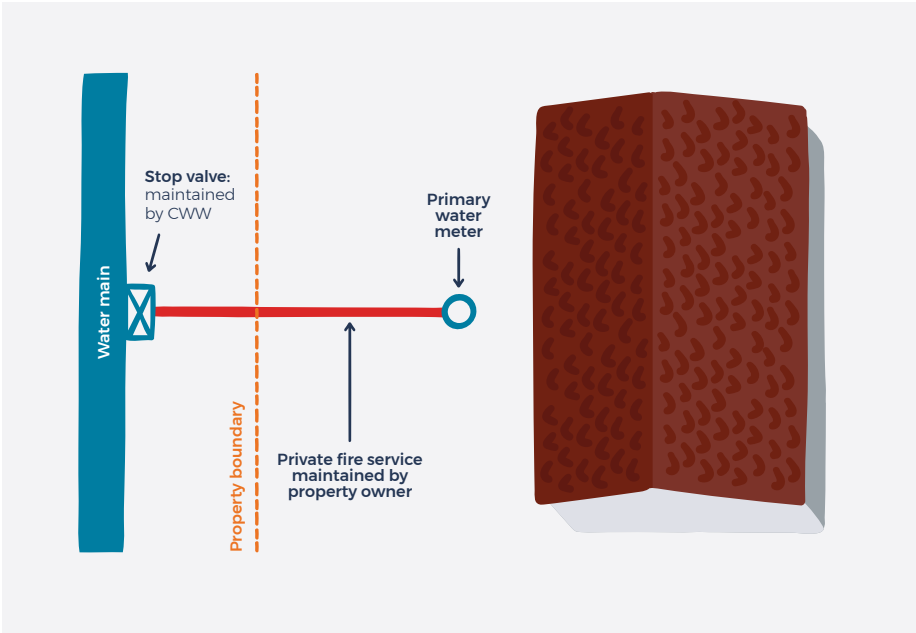 Stop valve:
maintained
by CWW
Primary
water
meter
Water main
Property boundary
Private fire service
maintained by
property owner